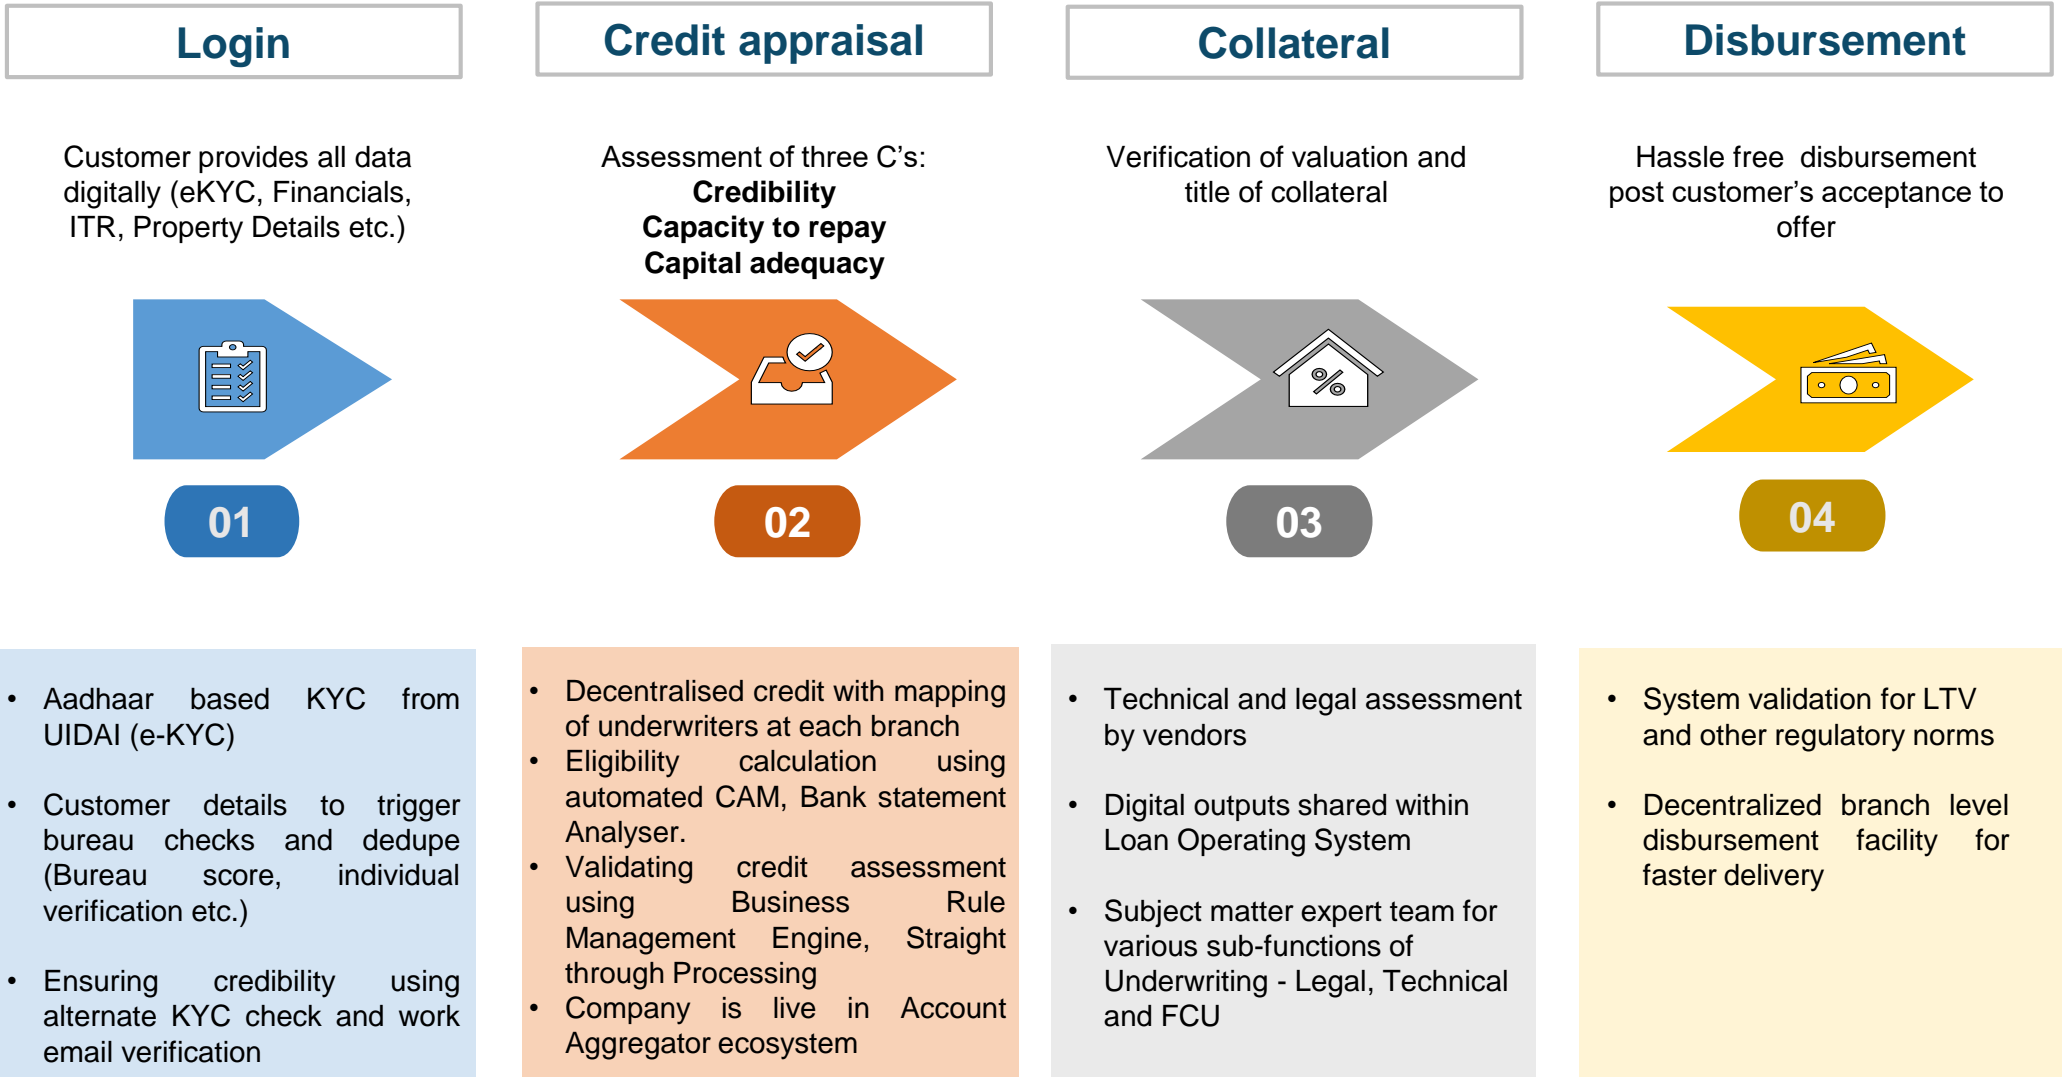 Login
Customer provides all data
digitally (eKYC, Financials,
ITR, Property Details etc.)
01
• Aadhaar based KYC from
UIDAI (e-KYC)
• Customer details to trigger
bureau checks and dedupe
(Bureau score, individual
verification etc.)
• Ensuring credibility using
alternate KYC check and work
email verification
Credit appraisal
Assessment of three C’s:
Credibility
Capacity to repay
Capital adequacy
02
• Decentralised credit with mapping
of underwriters at each branch
• Eligibility calculation using
automated CAM, Bank statement
Analyser.
• Validating credit assessment
using Business Rule
Management Engine, Straight
through Processing
• Company is live in Account
Aggregator ecosystem
Collateral
Verification of valuation and
title of collateral
%
03
• Technical and legal assessment
by vendors
• Digital outputs shared within
Loan Operating System
• Subject matter expert team for
various sub-functions of
Underwriting - Legal, Technical
and FCU
Disbursement
Hassle free disbursement
post customer’s acceptance to
offer
04
• System validation for LTV
and other regulatory norms
• Decentralized branch level
disbursement facility for
faster delivery